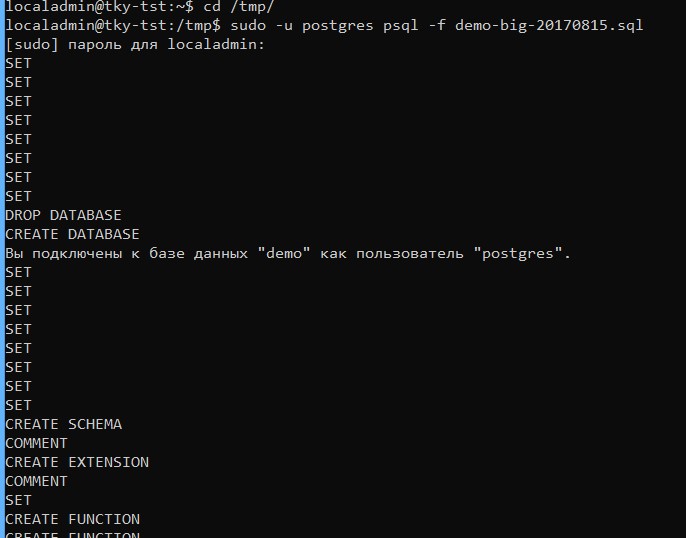 localadmin@tky-tst:~$ cd /tmp/
localadmin@tky-tst:/tmp$ sudo -u postgres psql -f demo-big-20170815.sql
[sudo] пароль для localadmin:
SET
SET
SET
SET
SET
SET
SET
SET
DROP DATABASE
CREATE DATABASE
Вы подключены к базе данных "demo" как пользователь "postgres".
SET
SET
SET
SET
SET
SET
SET
SET
CREATE SCHEMA
COMMENT
CREATE EXTENSION
COMMENT
SET
CREATE FUNCTION
CREATE FUNCTION